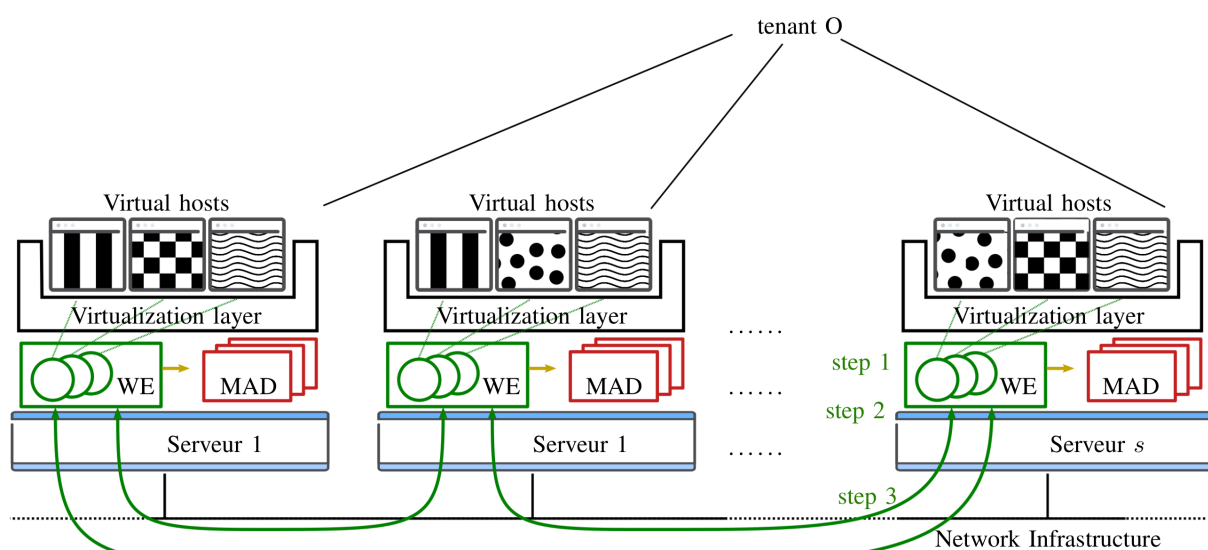 tenant O
Virtual hosts
Virtual hosts
Virtual hosts
Virtualization layer
Virtualization layer
Virtualization layer
......
step 1
WE
MAD
WE
MAD
WE
MAD
......
step 2
Serveur 1
Serveur 1
......
Serveur s
step 3
Network Infrastructure